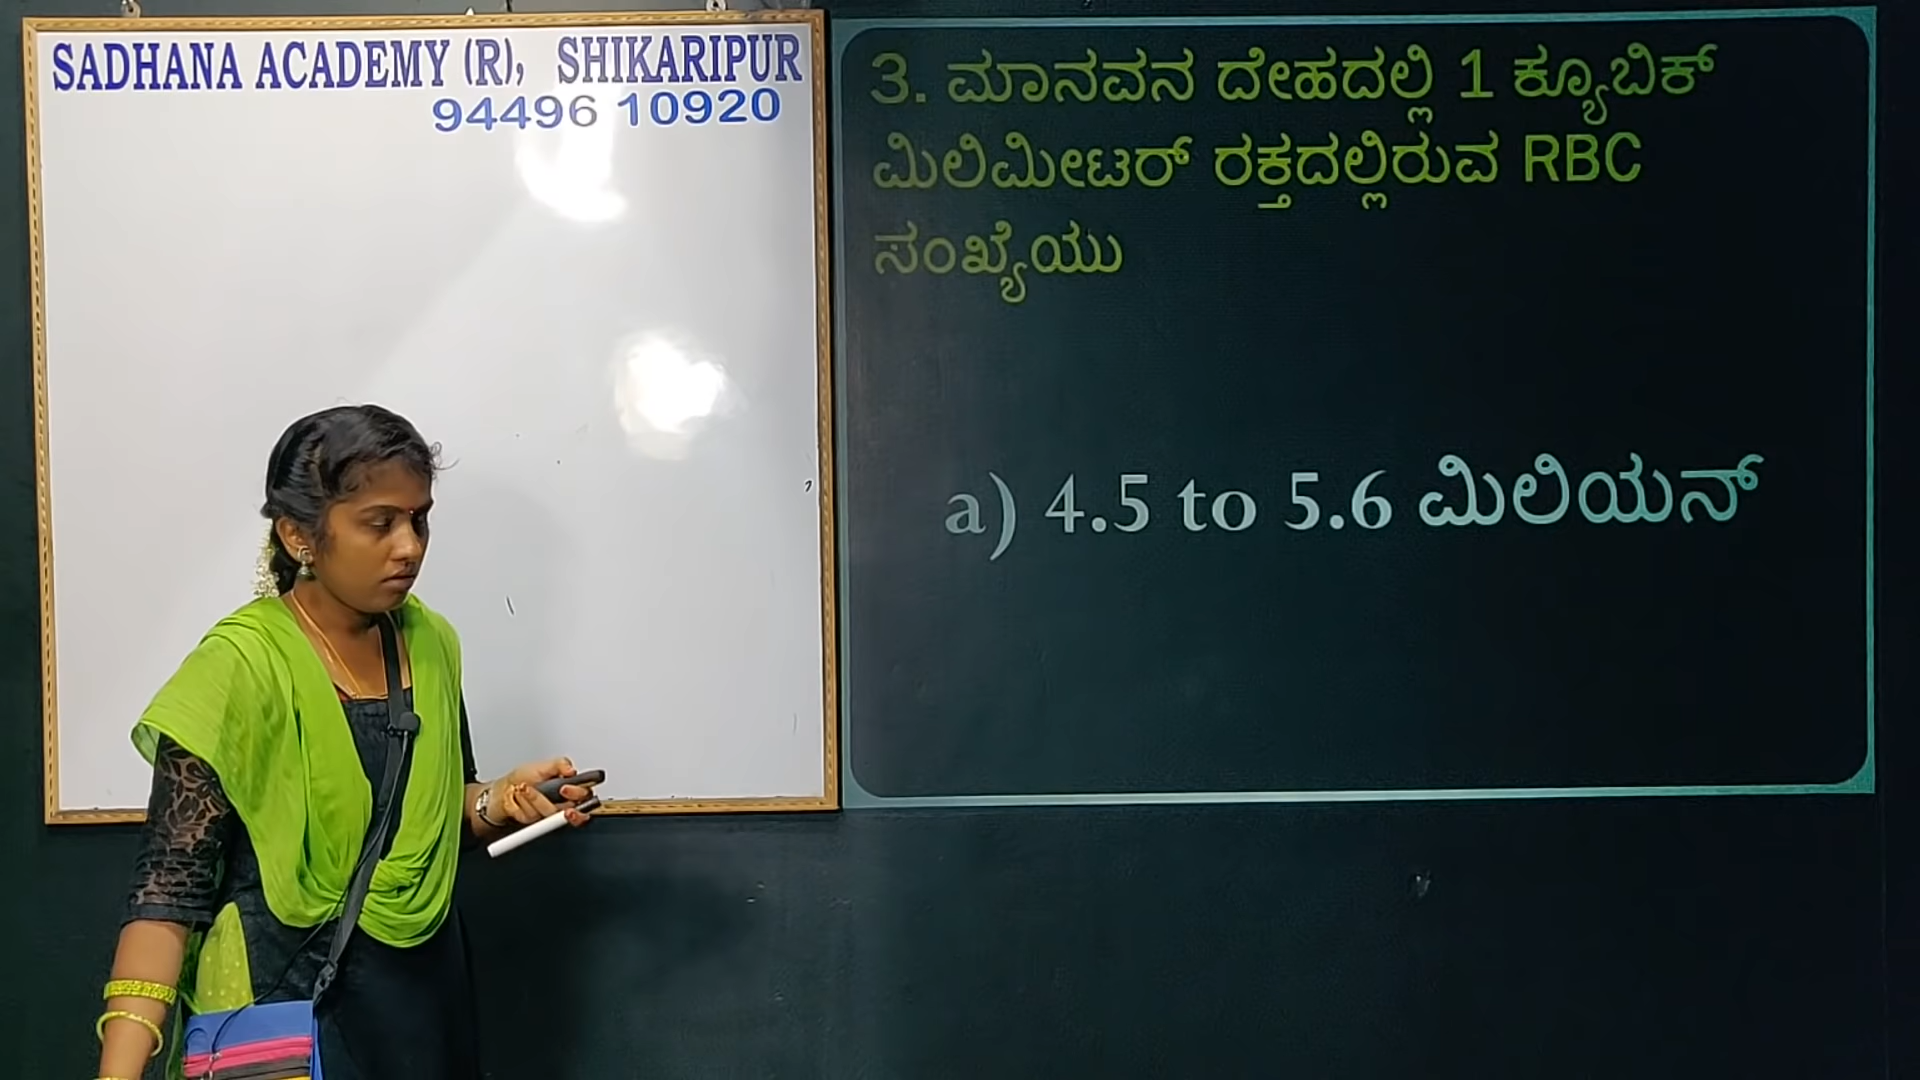 SADHANA ACADEMY (R), SHIKARIPUR
94496 10920
3. ಮಾನವನ ದೇಹದಲ್ಲಿ 1 ಕ್ಯೂಬಿಕ್
ಮಿಲಿಮೀಟರ್ ರಕ್ತದಲ್ಲಿರುವ RBC
ಸಂಖ್ಯೆಯು
a) 4.5 to 5.6 ಮಿಲಿಯನ್